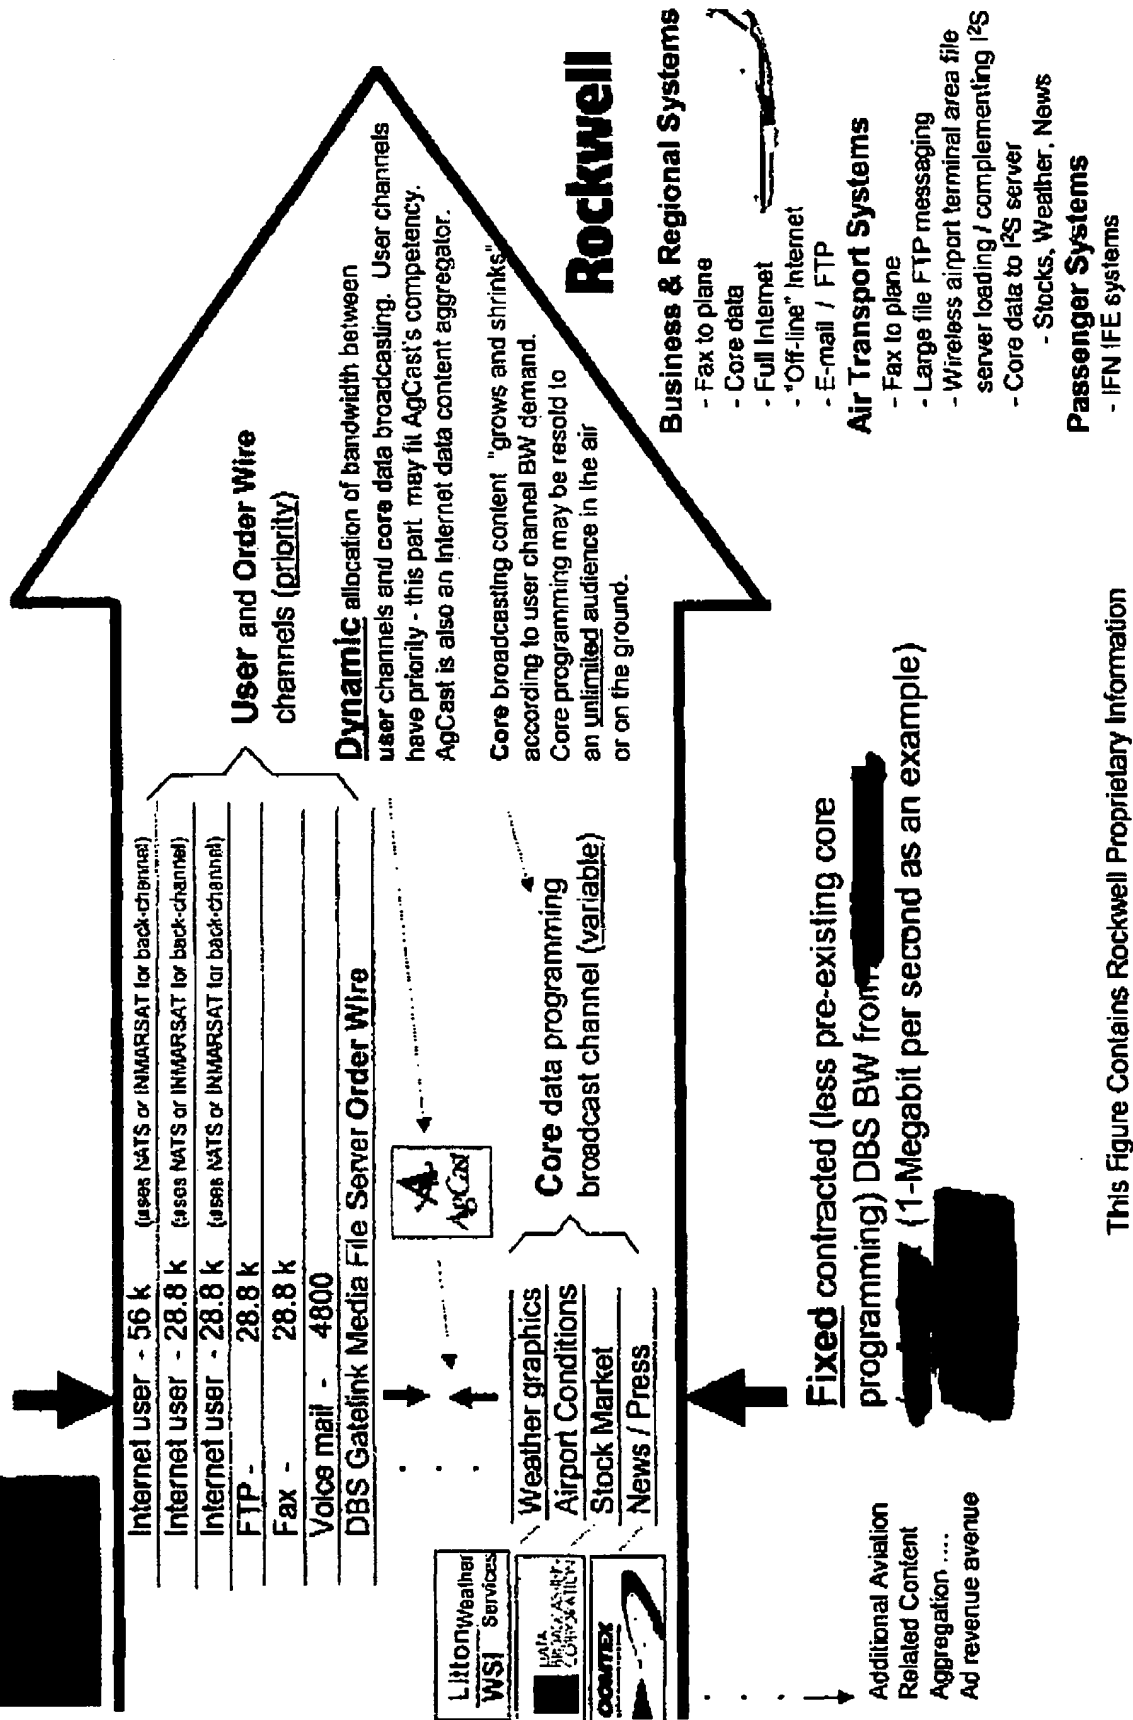 Internet user - 56 k (uses NATS or INMARSAT for back-channel)
Internet user - 28.8 k (uses NATS or INMARSAT for back-channel)
Internet user - 28.8 k (uses NATS or INMARSAT for back-channel)
FTP - 28.8 k
Fax - 28.8 k
Voice mail - 4800
DBS Gatelink Media File Server Order Wire
User and Order Wire
channels (priority)
Dynamic allocation of bandwidth between
user channels and core data broadcasting. User channels
have priority - this part may fit AgCast's competency.
AgCast is also an Internet data content aggregator.
Core broadcasting content "grows and shrinks"
according to user channel BW demand.
Core programming may be resold to
an unlimited audience in the air
or on the ground.
AgCast
Litton Weather
WSI Services
DATA
BROADCASTING
CORPORATION
COMTEX
Weather graphics
Airport Conditions
Stock Market
News / Press
Core data programming
broadcast channel (variable)
Additional Aviation
Related Content
Aggregation ....
Ad revenue avenue
Fixed contracted (less pre-existing core
programming) DBS BW from
(1-Megabit per second as an example)
Rockwell
Business & Regional Systems
- Fax to plane
- Core data
- Full Internet
- "Off-line" Internet
- E-mail / FTP
Air Transport Systems
- Fax to plane
- Large file FTP messaging
- Wireless airport terminal area file
server loading / complementing I²S
- Core data to I²S server
- Stocks, Weather, News
Passenger Systems
- IFN IFE systems
This Figure Contains Rockwell Proprietary Information